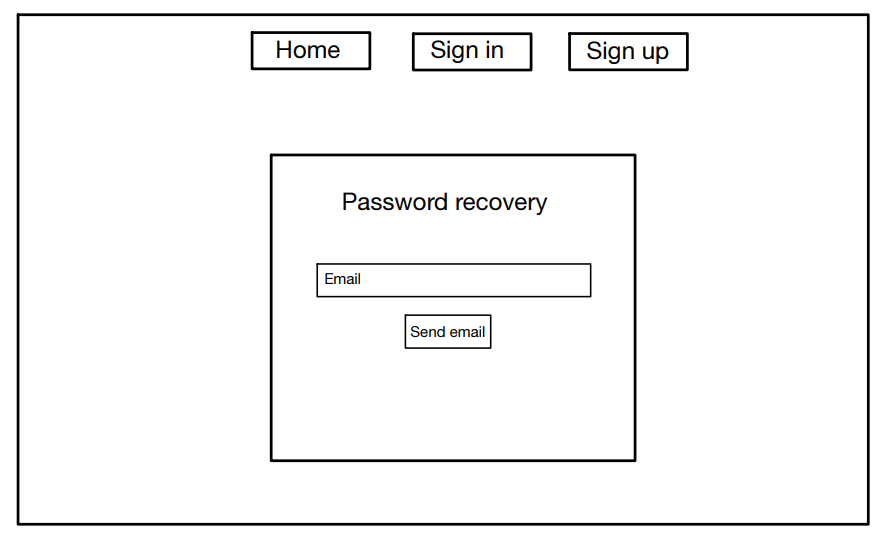 Home Sign in Sign up
Password recovery
Email
Send email